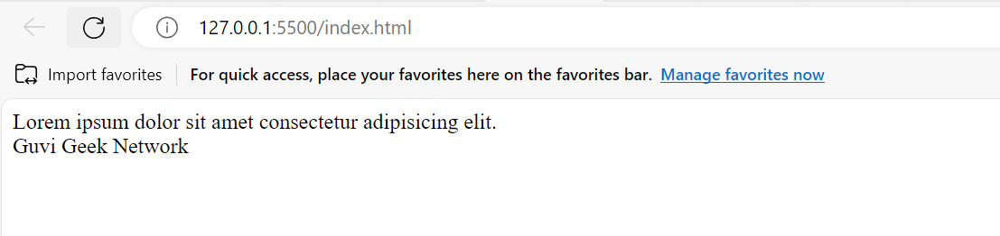 127.0.0.1:5500/index.html
Import favorites For quick access, place your favorites here on the favorites bar. Manage favorites now
Lorem ipsum dolor sit amet consectetur adipisicing elit.
Guvi Geek Network